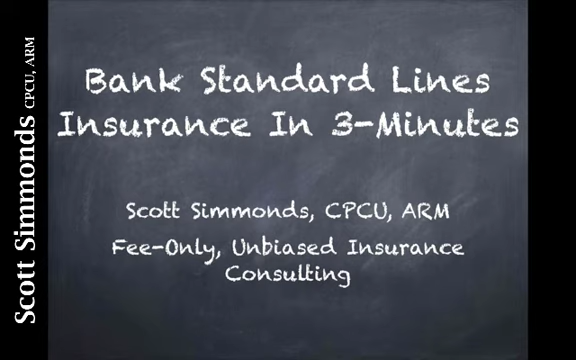 Scott Simmonds CPCU, ARM
Bank Standard Lines
Insurance In 3-Minutes
Scott Simmonds, CPCU, ARM
Fee-Only, Unbiased Insurance
Consulting